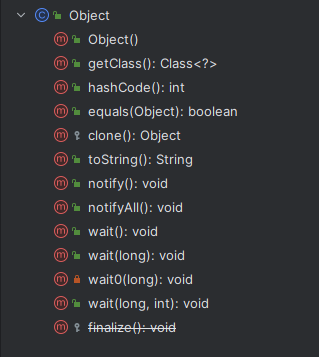 Object
Object()
getClass(): Class<?>
hashCode(): int
equals(Object): boolean
clone(): Object
toString(): String
notify(): void
notifyAll(): void
wait(): void
wait(long): void
wait0(long): void
wait(long, int): void
finalize(): void